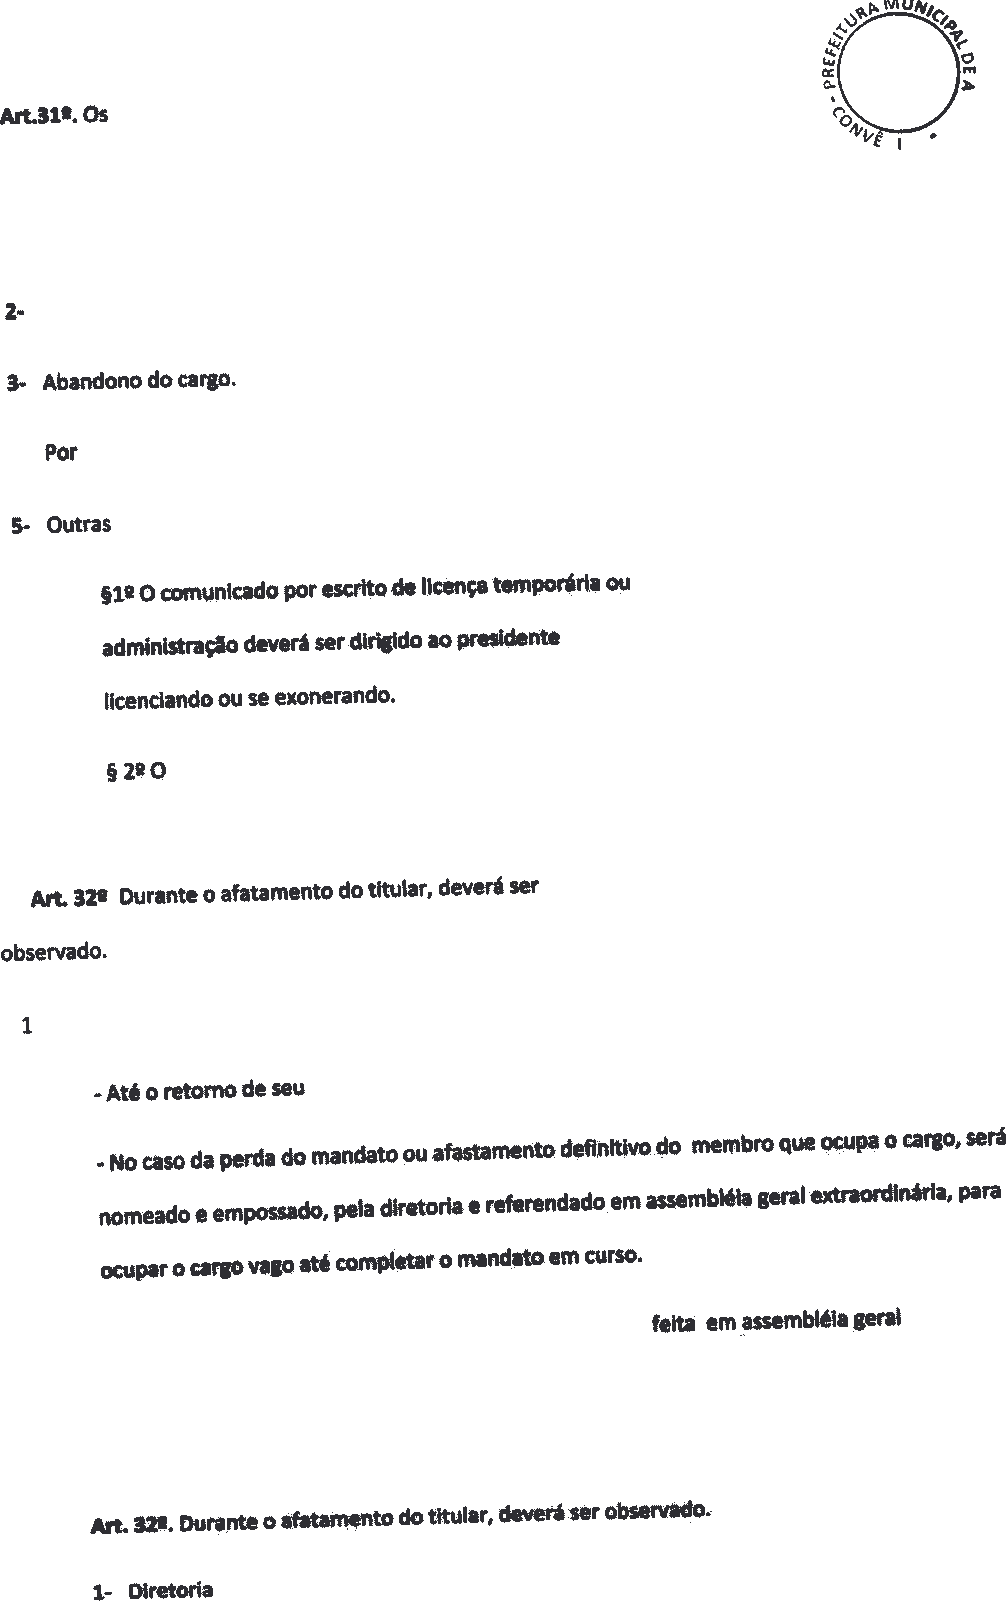 PREFEITURA MUNICIPAL DE A
- CONVÊ I
Art.31º. Os
2-
3- Abandono do cargo.
Por
5- Outras
§1º O comunicado por escrito de licença temporária ou
administração deverá ser dirigido ao presidente
licenciando ou se exonerando.
§ 2º O
Art. 32º Durante o afatamento do titular, deverá ser
observado.
1
- Até o retorno de seu
- No caso da perda do mandato ou afastamento definitivo do membro que ocupa o cargo, será
nomeado e empossado, pela diretoria e referendado em assembléia geral extraordinária, para
ocupar o cargo vago até completar o mandato em curso.
feita em assembléia geral
Art. 32º. Durante o afatamento do titular, deverá ser observado.
1- Diretoria